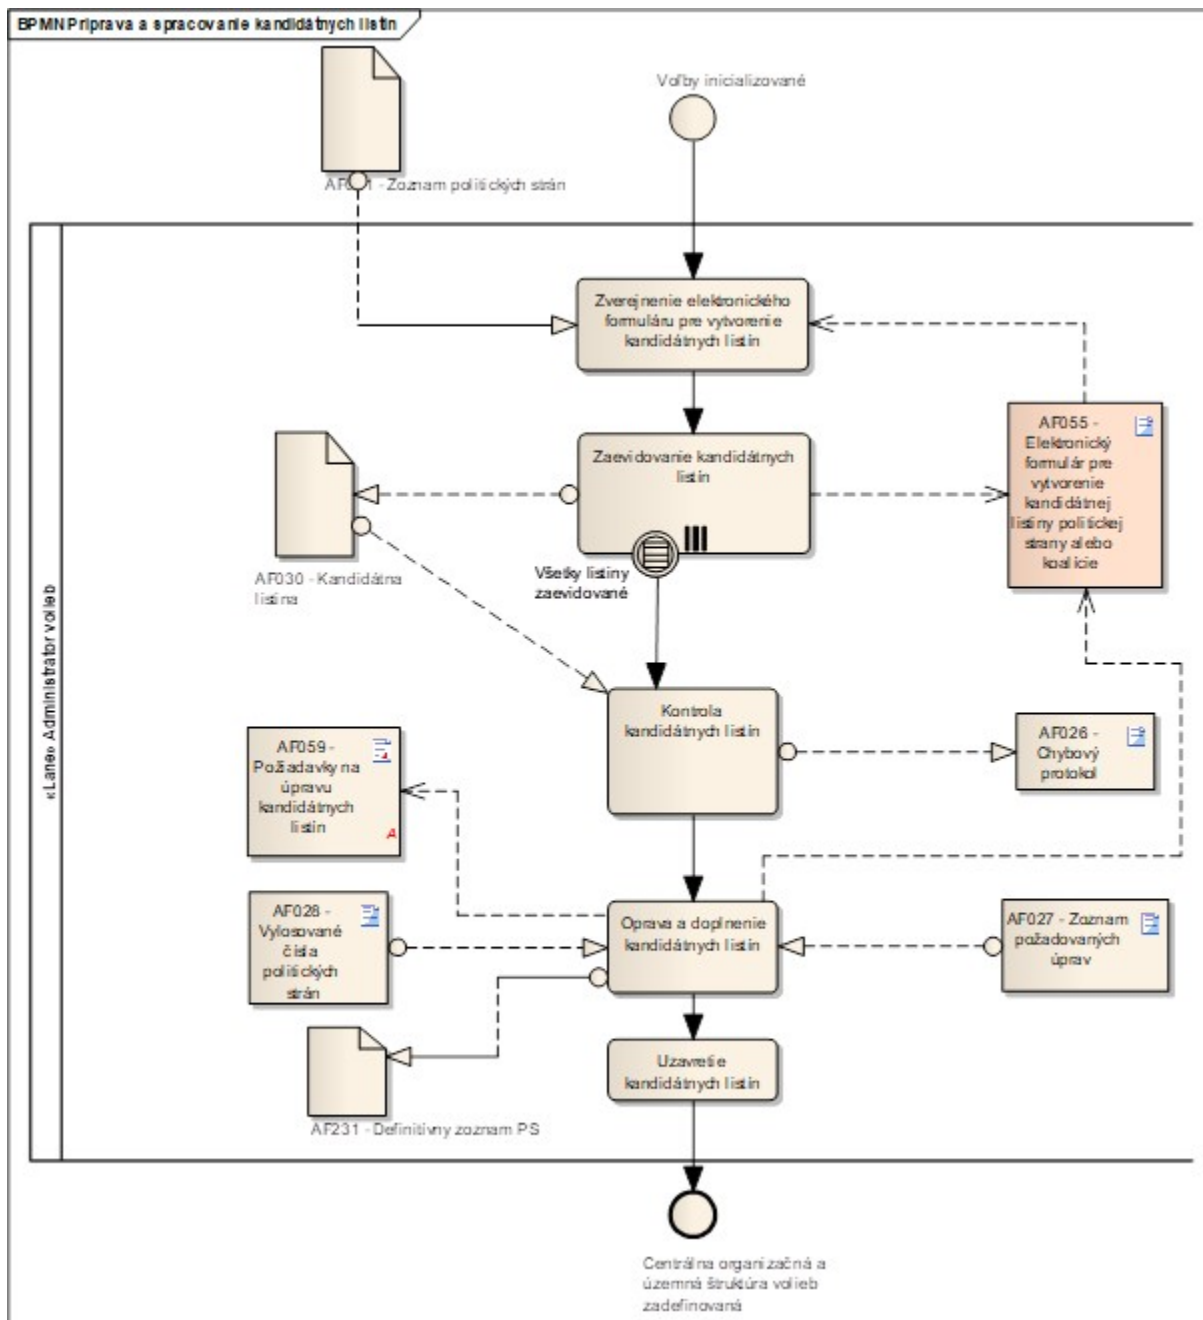 BPMN Príprava a spracovanie kandidátnych listín
Voľby inicializované
- Zoznam politických strán
«Lane» Administrátor volieb
Zverejnenie elektronického
formuláru pre vytvorenie
kandidátnych listín
Zaevidovanie kandidátnych
listín
AF055 -
Elektronický
formulár pre
vytvorenie
kandidátnej
listiny politickej
strany alebo
koalície
Všetky listiny
zaevidované
AF030 - Kandidátna
listina
Kontrola
kandidátnych listín
AF059 -
Požiadavky na
úpravu
kandidátnych
listín
A
AF026 -
Chybový
protokol
AF028 -
Vylosované
čísla
politických
strán
Oprava a doplnenie
kandidátnych listín
AF027 - Zoznam
požadovaných
úprav
AF231 - Definitívny zoznam PS
Uzavretie
kandidátnych listín
Centrálna organizačná a
územná štruktúra volieb
zadefinovaná